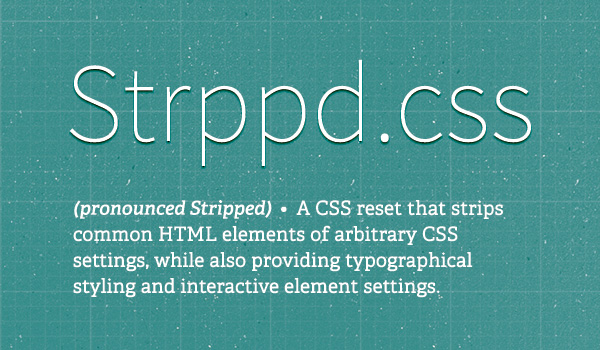 Strppd.css
(pronounced Stripped) • A CSS reset that strips
common HTML elements of arbitrary CSS
settings, while also providing typographical
styling and interactive element settings.